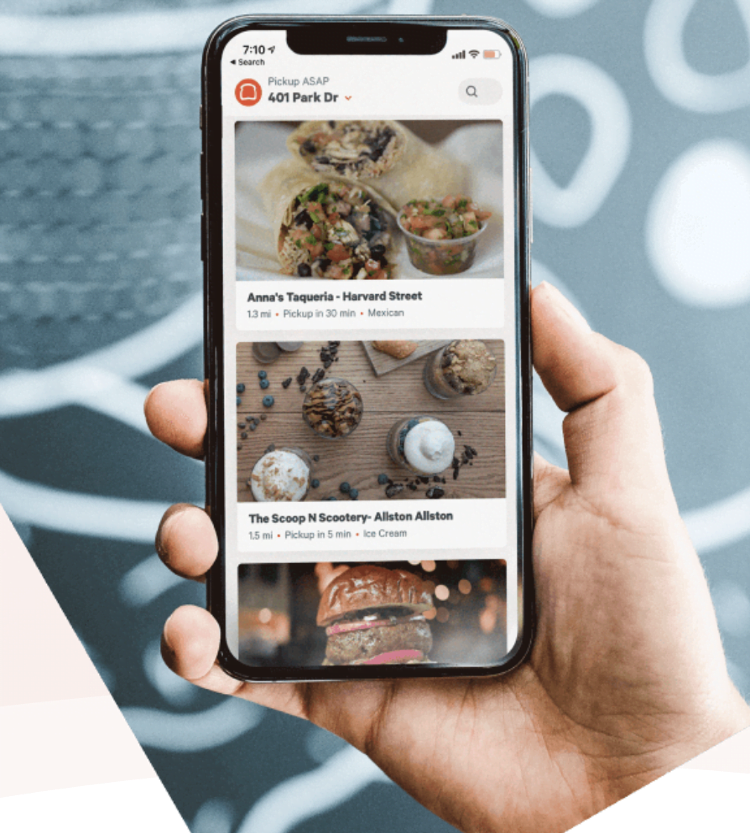 7:10
Search
Pickup ASAP
401 Park Dr
Anna's Taqueria - Harvard Street
1.3 mi • Pickup in 30 min • Mexican
The Scoop N Scootery- Allston Allston
1.5 mi • Pickup in 5 min • Ice Cream